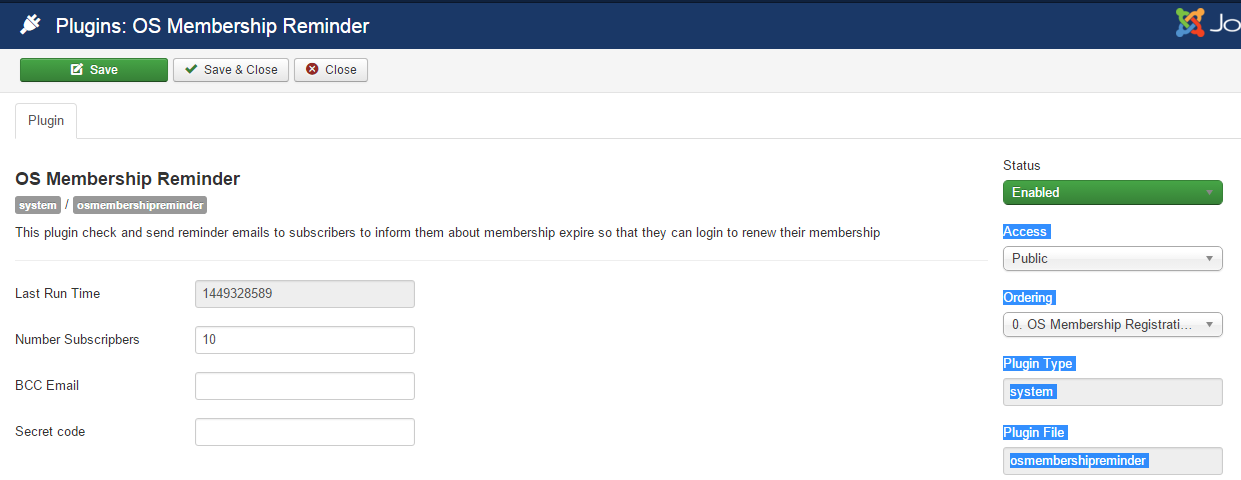 Plugins: OS Membership Reminder
Jo
Save
Save & Close
Close
Plugin
OS Membership Reminder
system / osmembershipreminder
This plugin check and send reminder emails to subscribers to inform them about membership expire so that they can login to renew their membership
Last Run Time
1449328589
Number Subscripbers
10
BCC Email
Secret code
Status
Enabled
Access
Public
Ordering
0. OS Membership Registrati...
Plugin Type
system
Plugin File
osmembershipreminder